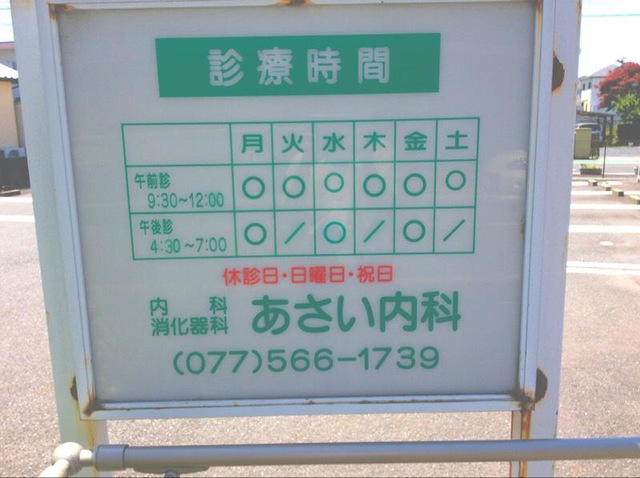 診療時間
月 火 水 木 金 土
午前診 9:30~12:00 ○ ○ ○ ○ ○ ○
午後診 4:30~7:00 ○ / ○ / ○ /
休診日・日曜日・祝日
内科
消化器科
あさい内科
(077)566-1739